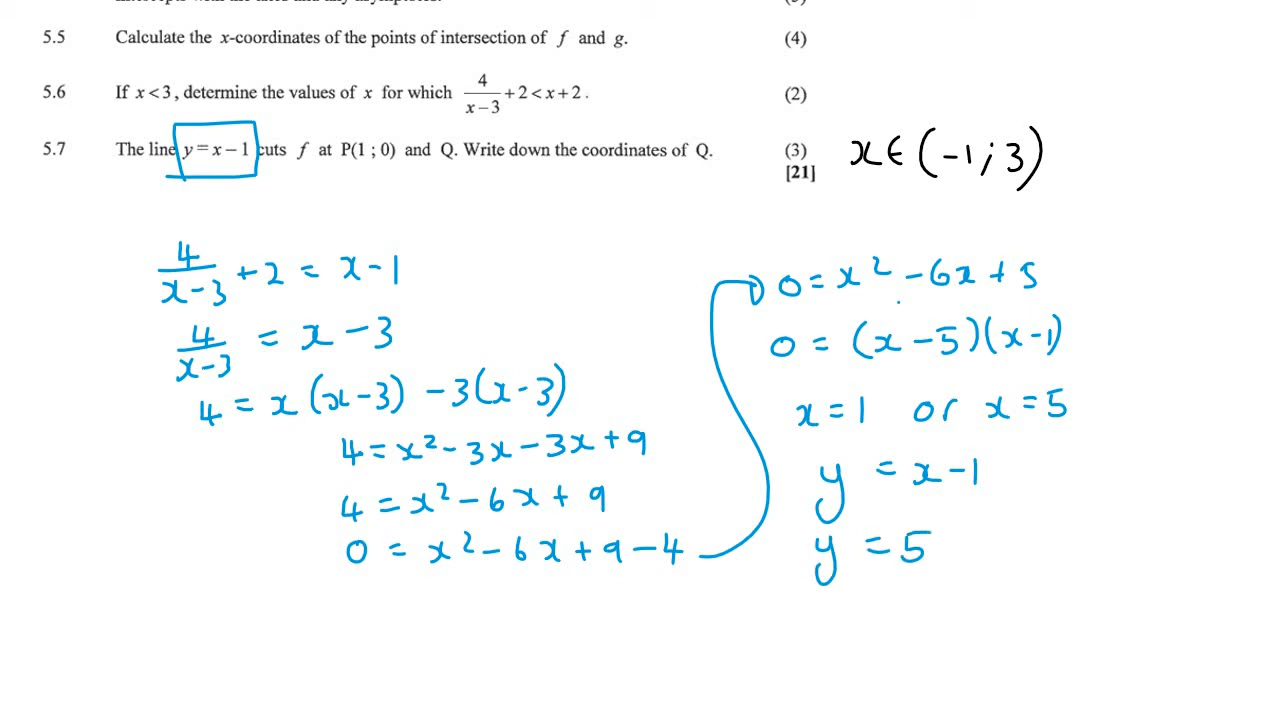 (3)
5.5 Calculate the x-coordinates of the points of intersection of f and g. (4)
5.6 If x < 3, determine the values of x for which 4/(x − 3) + 2 < x + 2. (2)
5.7 The line y = x − 1 cuts f at P(1 ; 0) and Q. Write down the coordinates of Q. (3)
[21]
x ∈ (-1 ; 3)
4/(x - 3) + 2 = x - 1
4/(x - 3) = x - 3
4 = x(x - 3) - 3(x - 3)
4 = x² - 3x - 3x + 9
4 = x² - 6x + 9
0 = x² - 6x + 9 - 4
0 = x² - 6x + 5
0 = (x - 5)(x - 1)
x = 1 or x = 5
y = x - 1
y = 5